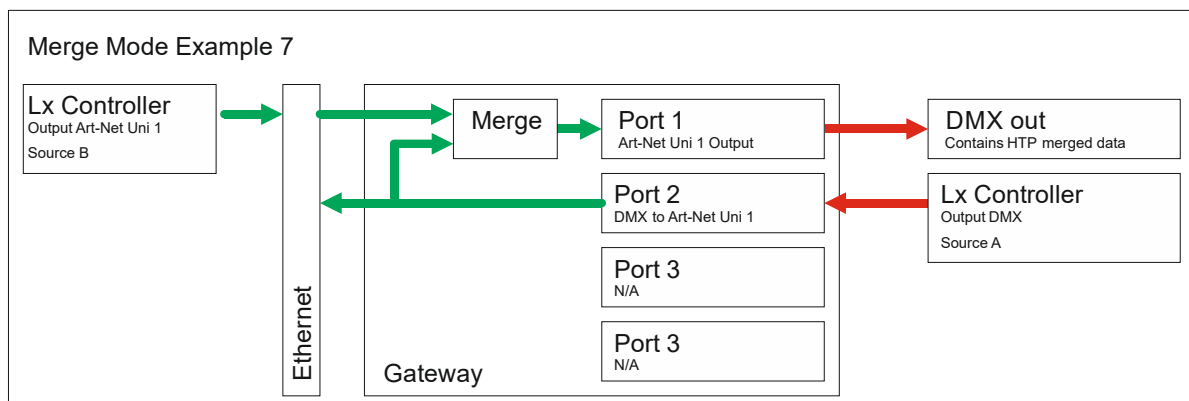 Merge Mode Example 7
Lx Controller
Output Art-Net Uni 1
Source B
Ethernet
Merge
Port 1
Art-Net Uni 1 Output
DMX out
Contains HTP merged data
Port 2
DMX to Art-Net Uni 1
Lx Controller
Output DMX
Source A
Port 3
N/A
Port 3
N/A
Gateway